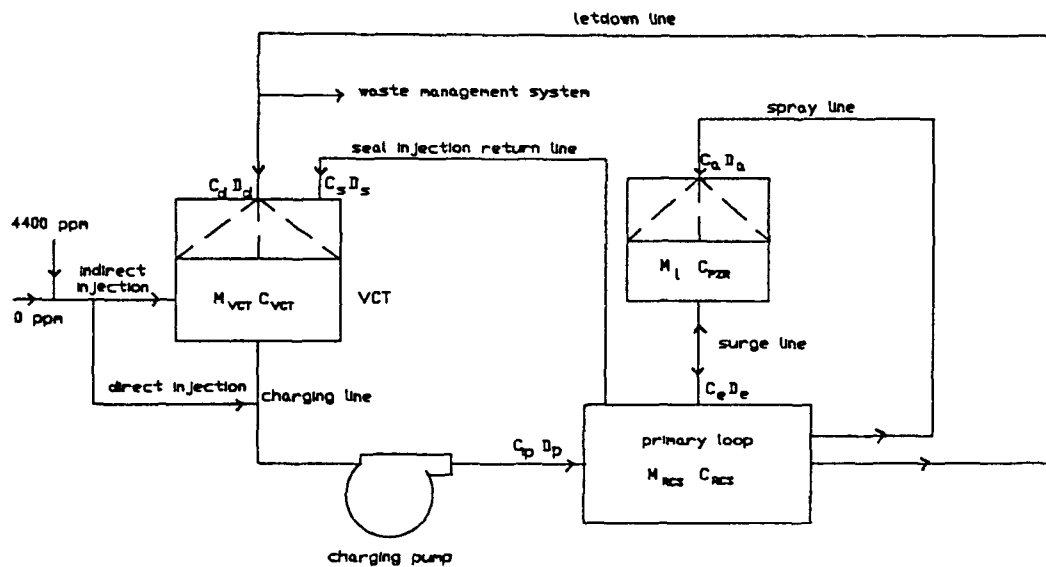 letdown line
waste management system
spray line
seal injection return line
C_a D_a
C_d D_d
C_s D_s
4400 ppm
indirect
injection
M_l C_PZR
M_VCT C_VCT
VCT
0 ppm
surge line
direct injection
charging line
C_e D_e
primary loop
C_p D_p
M_RCS C_RCS
charging pump